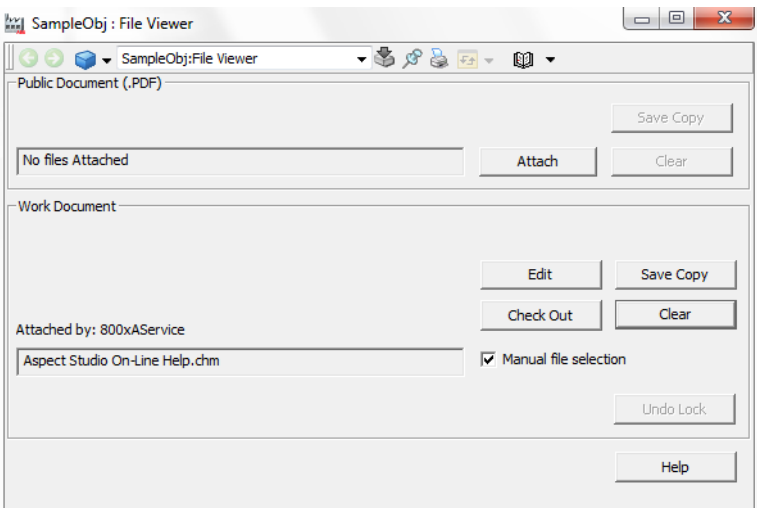 SampleObj : File Viewer
SampleObj:File Viewer
Public Document (.PDF)
Save Copy
No files Attached
Attach
Clear
Work Document
Edit
Save Copy
Check Out
Clear
Attached by: 800xAService
Aspect Studio On-Line Help.chm
Manual file selection
Undo Lock
Help